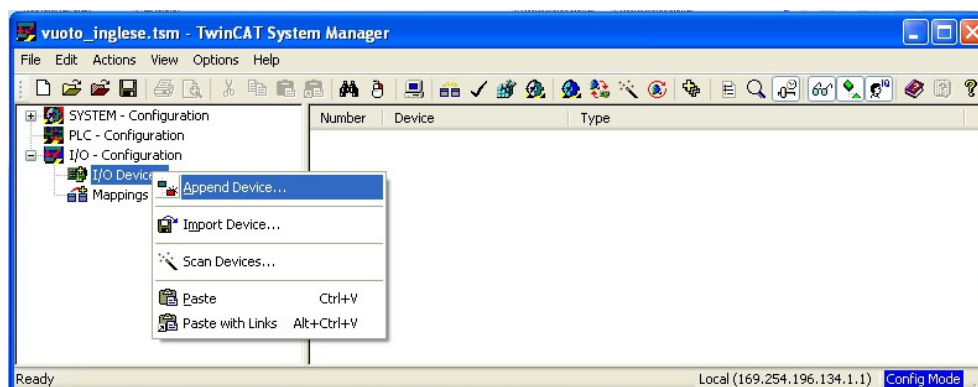 vuoto_inglese.tsm - TwinCAT System Manager
File Edit Actions View Options Help
SYSTEM - Configuration
PLC - Configuration
I/O - Configuration
I/O Device
Mappings
Number Device Type
Append Device...
Import Device...
Scan Devices...
Paste Ctrl+V
Paste with Links Alt+Ctrl+V
Ready Local (169.254.196.134.1.1) Config Mode